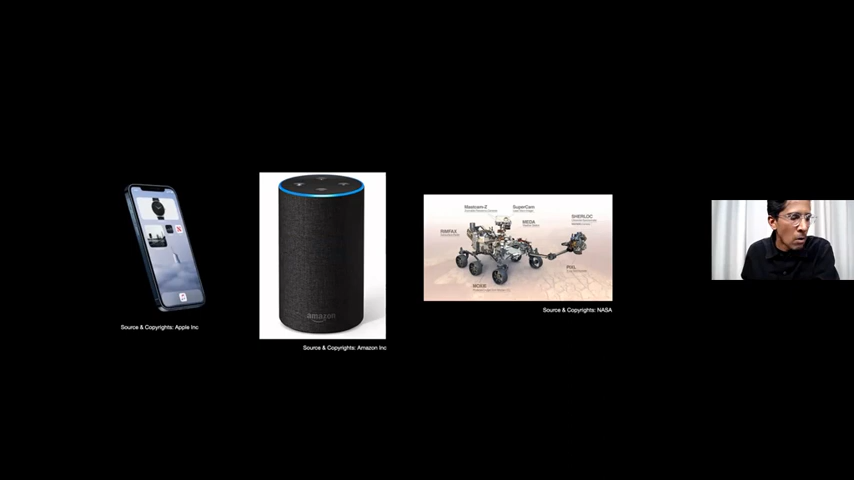 Mastcam-Z
SuperCam
MEDA
SHERLOC
RIMFAX
PIXL
MOXIE
amazon
Source & Copyrights: NASA
Source & Copyrights: Apple Inc
Source & Copyrights: Amazon Inc